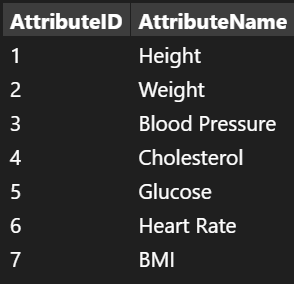 AttributeID AttributeName
1 Height
2 Weight
3 Blood Pressure
4 Cholesterol
5 Glucose
6 Heart Rate
7 BMI